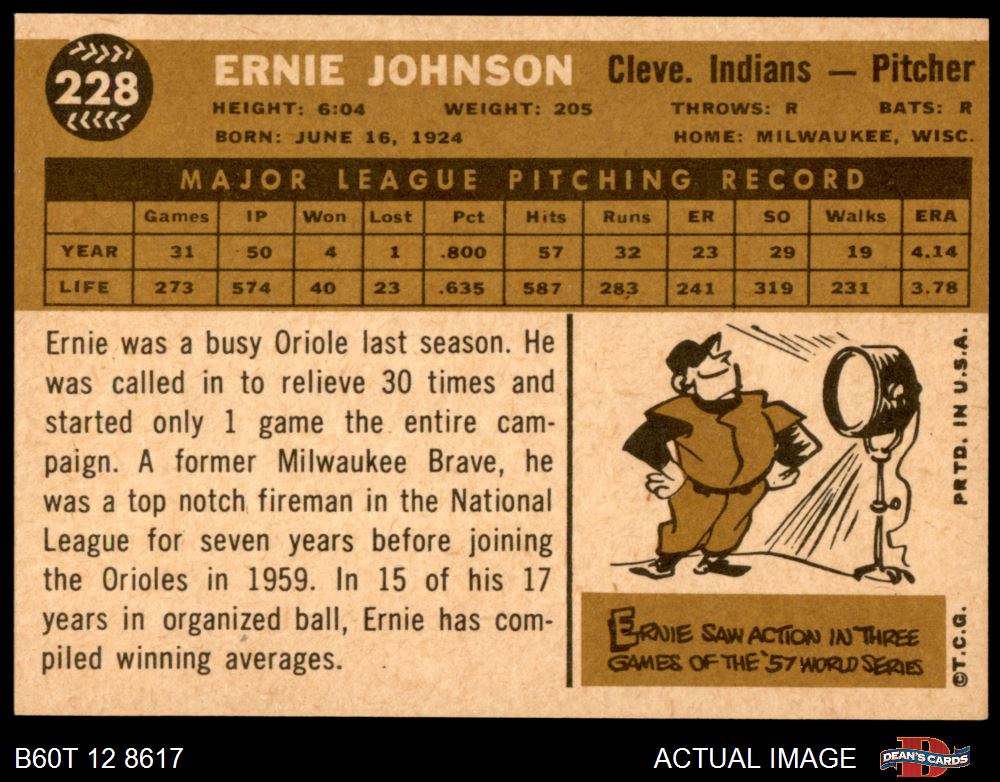 228
ERNIE JOHNSON Cleve. Indians — Pitcher
HEIGHT: 6:04 WEIGHT: 205 THROWS: R BATS: R
BORN: JUNE 16, 1924 HOME: MILWAUKEE, WISC.
MAJOR LEAGUE PITCHING RECORD
Games IP Won Lost Pct Hits Runs ER SO Walks ERA
YEAR 31 50 4 1 .800 57 32 23 29 19 4.14
LIFE 273 574 40 23 .635 587 283 241 319 231 3.78
Ernie was a busy Oriole last season. He
was called in to relieve 30 times and
started only 1 game the entire cam-
paign. A former Milwaukee Brave, he
was a top notch fireman in the National
League for seven years before joining
the Orioles in 1959. In 15 of his 17
years in organized ball, Ernie has com-
piled winning averages.
ERNIE SAW ACTION IN THREE
GAMES OF THE '57 WORLD SERIES
©T.C.G. PRTD. IN U.S.A.
B60T 12 8617
ACTUAL IMAGE
DEAN'S CARDS